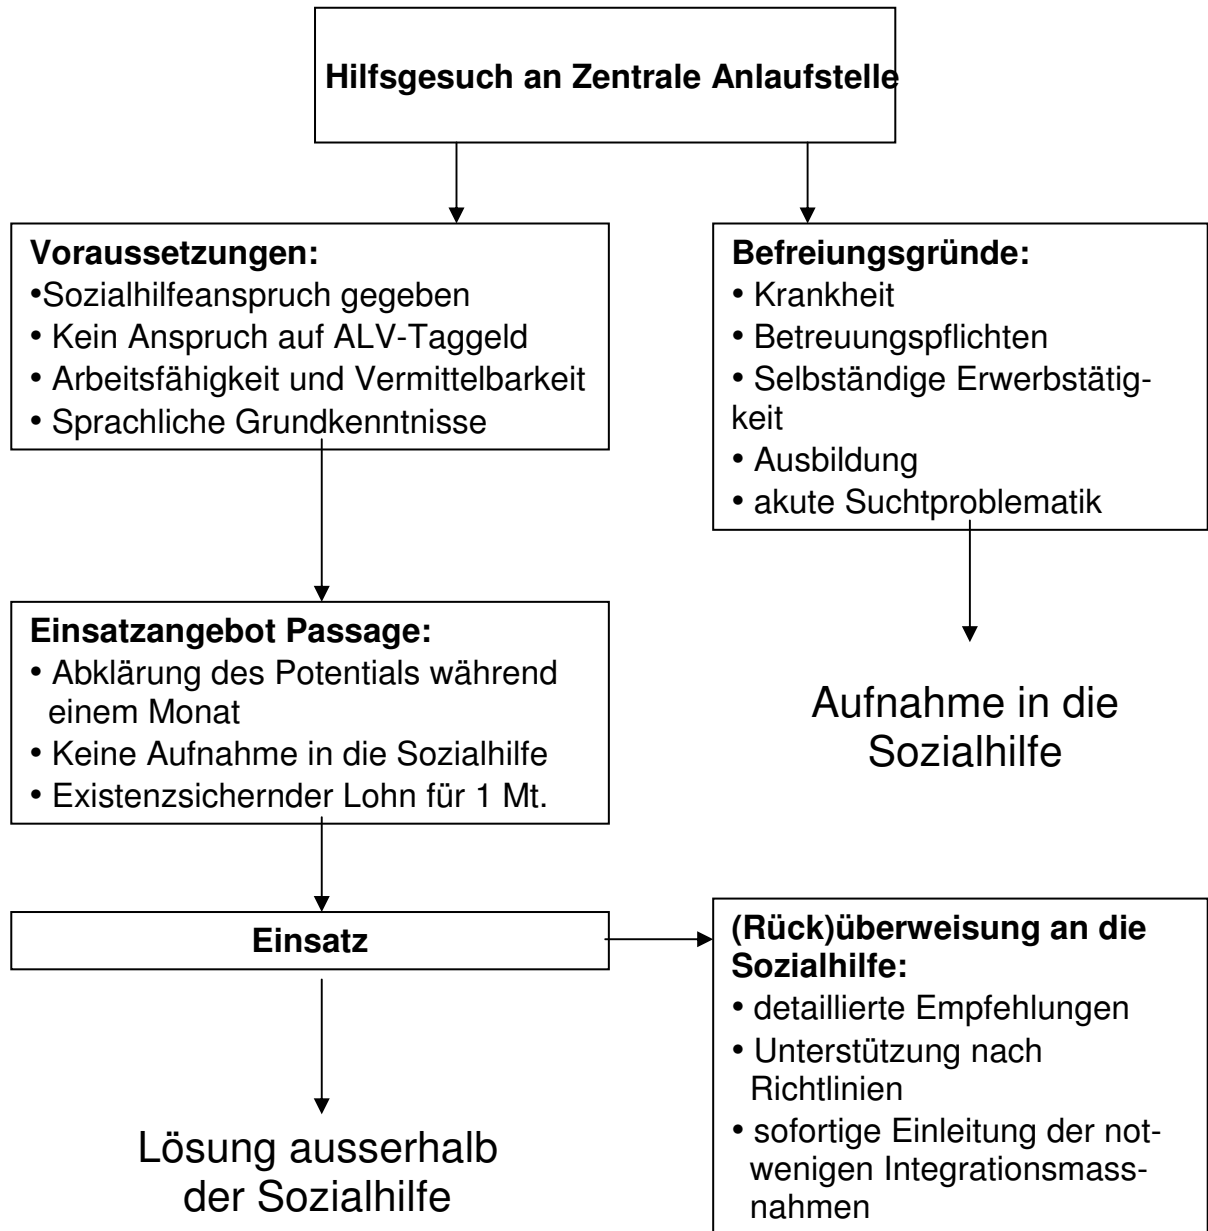 Hilfsgesuch an Zentrale Anlaufstelle
Voraussetzungen:
•Sozialhilfeanspruch gegeben
• Kein Anspruch auf ALV-Taggeld
• Arbeitsfähigkeit und Vermittelbarkeit
• Sprachliche Grundkenntnisse
Befreiungsgründe:
• Krankheit
• Betreuungspflichten
• Selbständige Erwerbstätig-
keit
• Ausbildung
• akute Suchtproblematik
Einsatzangebot Passage:
• Abklärung des Potentials während
einem Monat
• Keine Aufnahme in die Sozialhilfe
• Existenzsichernder Lohn für 1 Mt.
Aufnahme in die
Sozialhilfe
Einsatz
(Rück)überweisung an die
Sozialhilfe:
• detaillierte Empfehlungen
• Unterstützung nach
Richtlinien
• sofortige Einleitung der not-
wenigen Integrationsmass-
nahmen
Lösung ausserhalb
der Sozialhilfe